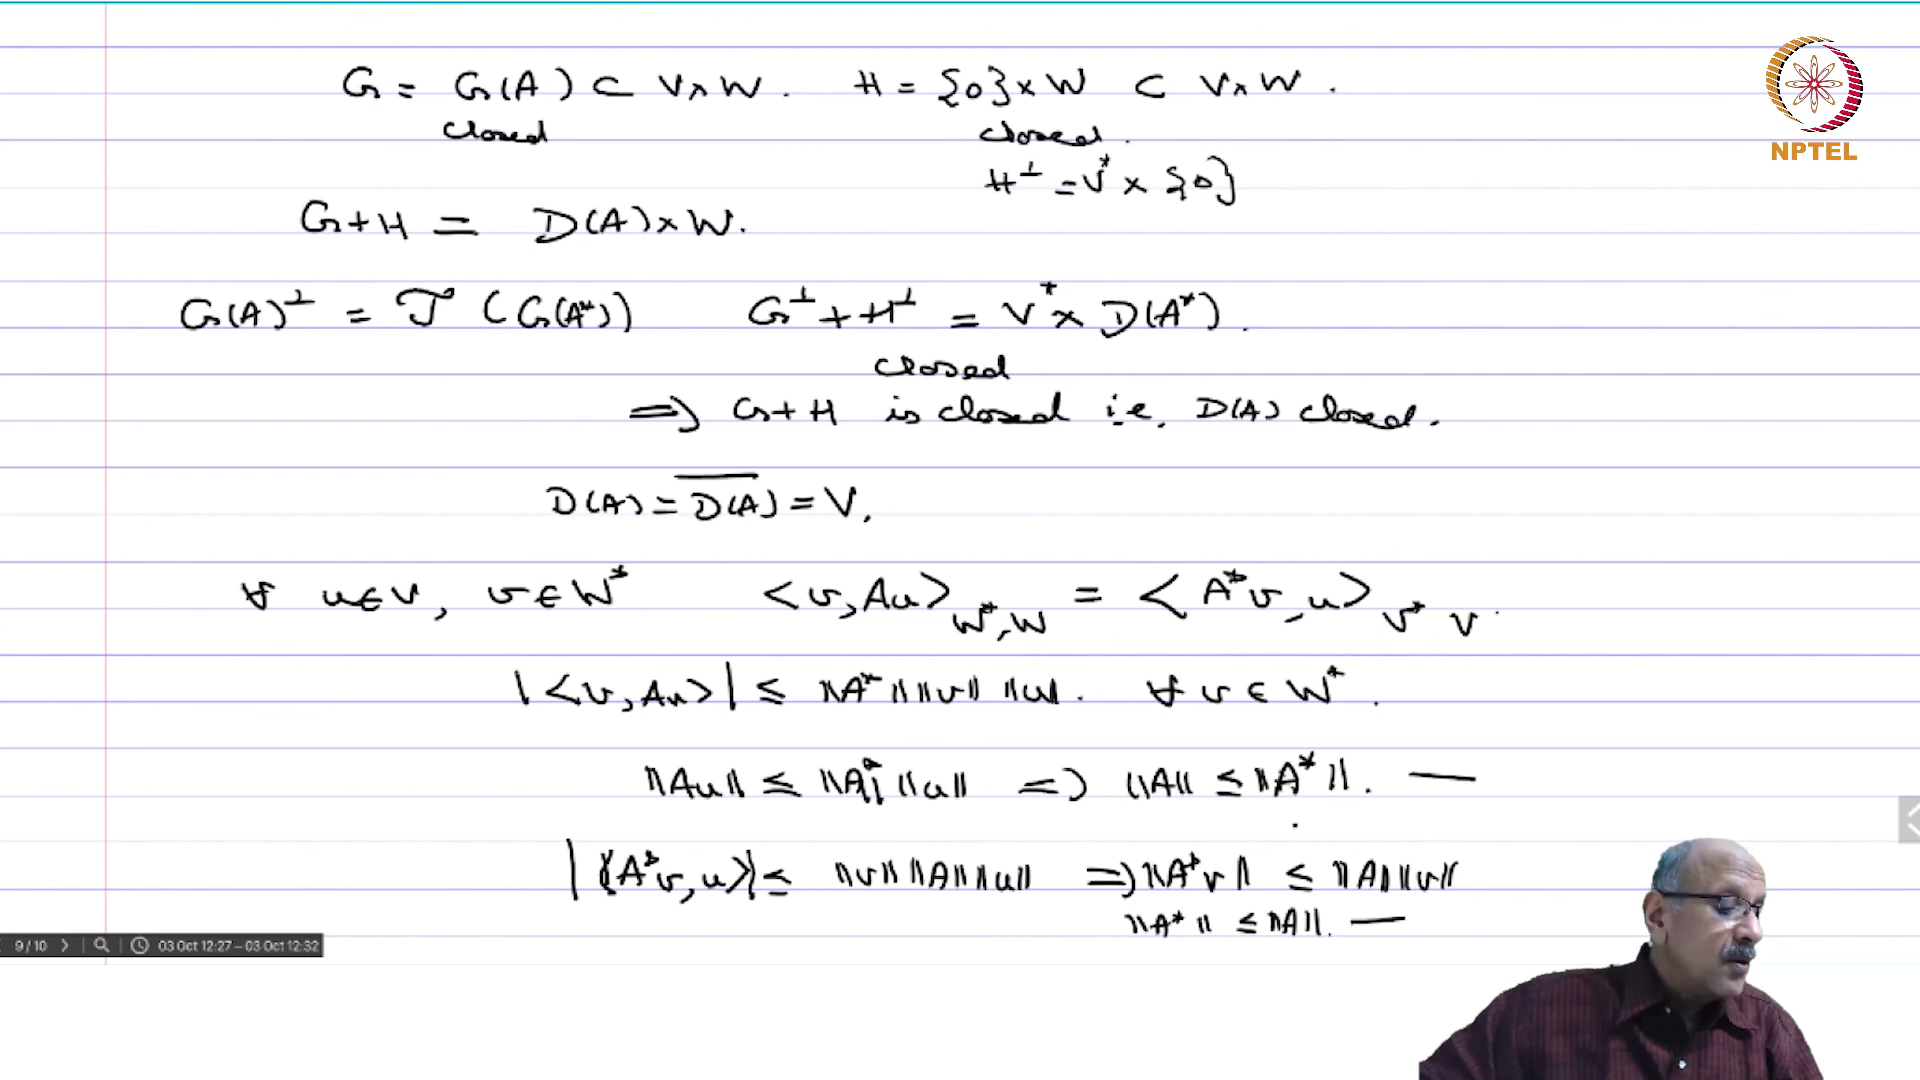 G = G(A) ⊂ V×W. H = {0}×W ⊂ V×W.
closed closed.
H^⊥ = V* × {0}
G+H = D(A)×W.
G(A)^⊥ = J(G(A*)) G^⊥+H^⊥ = V*×D(A*).
closed
⇒ G+H is closed i.e. D(A) closed.
D(A) = \overline{D(A)} = V.
∀ u∈V, v∈W* <v,Au>_{W*,W} = <A*v,u>_{V* V}.
|<v,Au>| ≤ ||A*|| ||v|| ||u||. ∀ v∈W*.
||Au|| ≤ ||A*|| ||u|| ⇒ ||A|| ≤ ||A*||. —
|<A*v,u>| ≤ ||v|| ||A|| ||u|| ⇒ ||A*v|| ≤ ||A|| ||v||
||A*|| ≤ ||A||. —
NPTEL
9/10 > 03 Oct 12:27 – 03 Oct 12:32